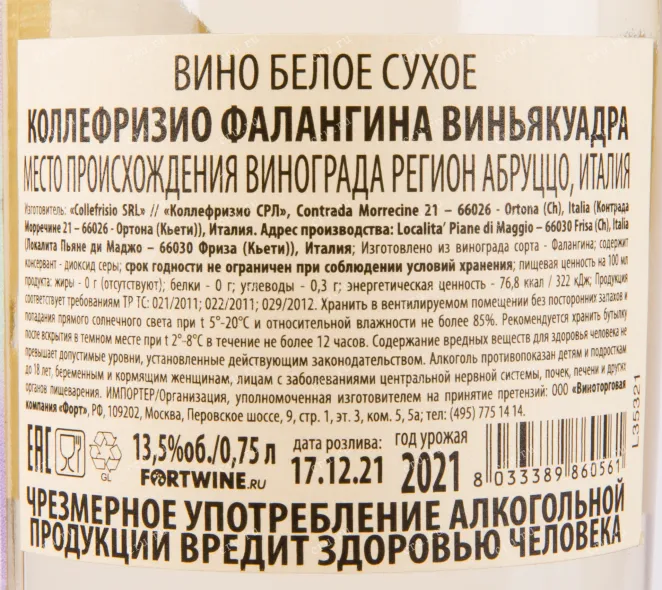 ВИНО БЕЛОЕ СУХОЕ
КОЛЛЕФРИЗИО ФАЛАНГИНА ВИНЬЯКУАДРА
МЕСТО ПРОИСХОЖДЕНИЯ ВИНОГРАДА РЕГИОН АБРУЦЦО, ИТАЛИЯ
Изготовитель: «Collefrisio SRL» // «Коллефризио СРЛ», Contrada Morrecine 21 – 66026 - Ortona (Ch), Italia (Контрада
Морречине 21 – 66026 - Ортона (Кьети)), Италия. Адрес производства: Localita’ Piane di Maggio – 66030 Frisa (Ch), Italia
(Локалита Пьяне ди Маджо – 66030 Фриза (Кьети)), Италия; Изготовлено из винограда сорта - Фалангина; содержит
консервант - диоксид серы; срок годности не ограничен при соблюдении условий хранения; пищевая ценность на 100 мл
продукта: жиры - 0 г (отсутствуют); белки - 0 г; углеводы - 0,3 г; энергетическая ценность - 76,8 ккал / 322 кДж; Продукция
соответствует требованиям ТР ТС: 021/2011; 022/2011; 029/2012. Хранить в вентилируемом помещении без посторонних запахов и
попадания прямого солнечного света при t 5°-20°С и относительной влажности не более 85%. Рекомендуется хранить бутылку
после вскрытия в темном месте при t 2°-8°С в течение не более 12 часов. Содержание вредных веществ для здоровья человека не
превышает допустимые уровни, установленные действующим законодательством. Алкоголь противопоказан детям и подросткам
до 18 лет, беременным и кормящим женщинам, лицам с заболеваниями центральной нервной системы, почек, печени и других
органов пищеварения. ИМПОРТЕР/Организация, уполномоченная изготовителем на принятие претензий: ООО «Виноторговая
компания «Форт», РФ, 109202, Москва, Перовское шоссе, 9, стр. 1, эт. 3, ком. 5, 5а; тел: (495) 775 14 14.
ЕАС
GL
13,5%об./0,75 л
FORTWINE.RU
дата розлива:
17.12.21
год урожая
2021
8 033389 860561
L35321
ЧРЕЗМЕРНОЕ УПОТРЕБЛЕНИЕ АЛКОГОЛЬНОЙ
ПРОДУКЦИИ ВРЕДИТ ЗДОРОВЬЮ ЧЕЛОВЕКА